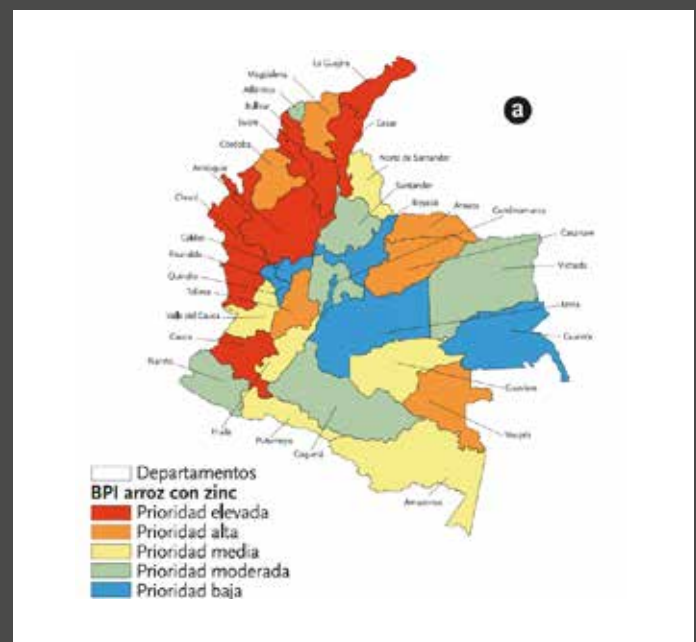 a
La Guajira
Magdalena
Atlántico
Bolívar
Sucre
Cesar
Córdoba
Norte de Santander
Antioquia
Santander
Boyacá
Arauca
Chocó
Cundinamarca
Caldas
Casanare
Risaralda
Vichada
Quindío
Tolima
Meta
Valle del Cauca
Cauca
Guainía
Nariño
Guaviare
Huila
Putumayo
Vaupés
Caquetá
Amazonas
Departamentos
BPI arroz con zinc
Prioridad elevada
Prioridad alta
Prioridad media
Prioridad moderada
Prioridad baja